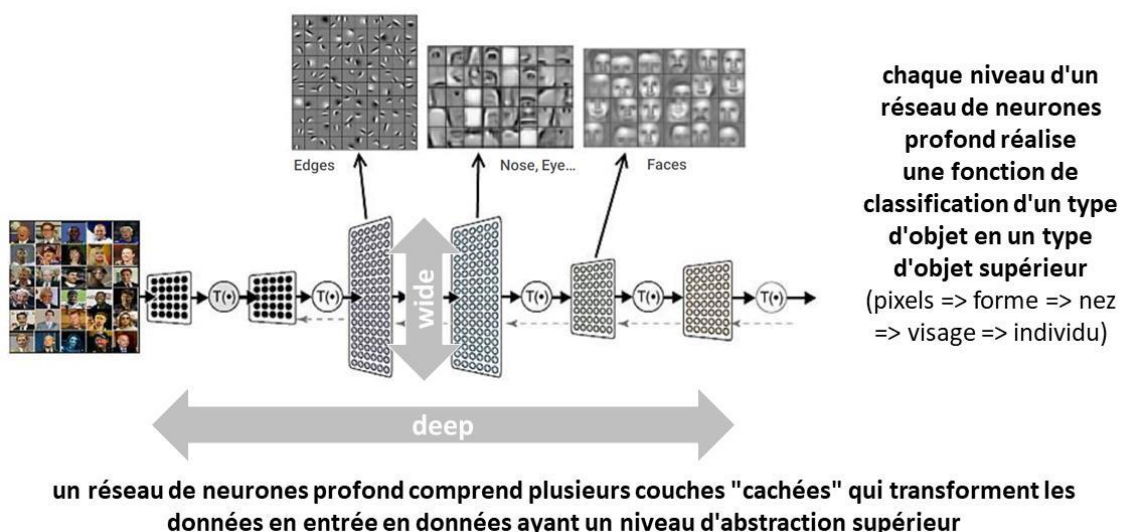 Edges
Nose, Eye...
Faces
chaque niveau d'un
réseau de neurones
profond réalise
une fonction de
classification d'un type
d'objet en un type
d'objet supérieur
(pixels => forme => nez
=> visage => individu)
T(•)
T(•)
wide
T(•)
T(•)
T(•)
deep
un réseau de neurones profond comprend plusieurs couches "cachées" qui transforment les
données en entrée en données ayant un niveau d'abstraction supérieur